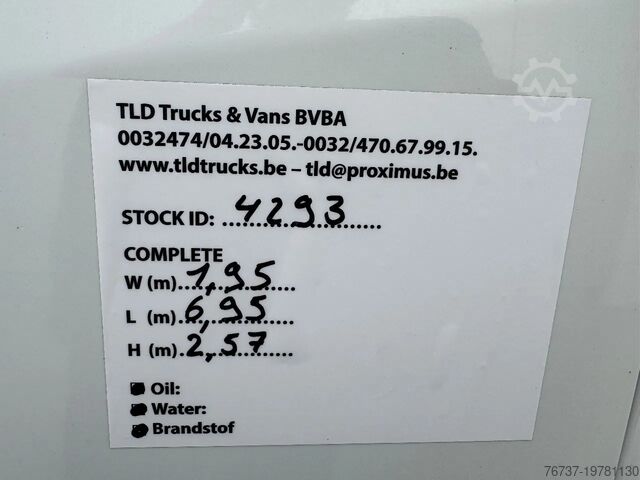 TLD Trucks & Vans BVBA
0032474/04.23.05.-0032/470.67.99.15.
www.tldtrucks.be – tld@proximus.be
STOCK ID: 4293
COMPLETE
W (m) 1,95
L (m) 6,95
H (m) 2,57
Oil:
Water:
Brandstof
76737-19781130